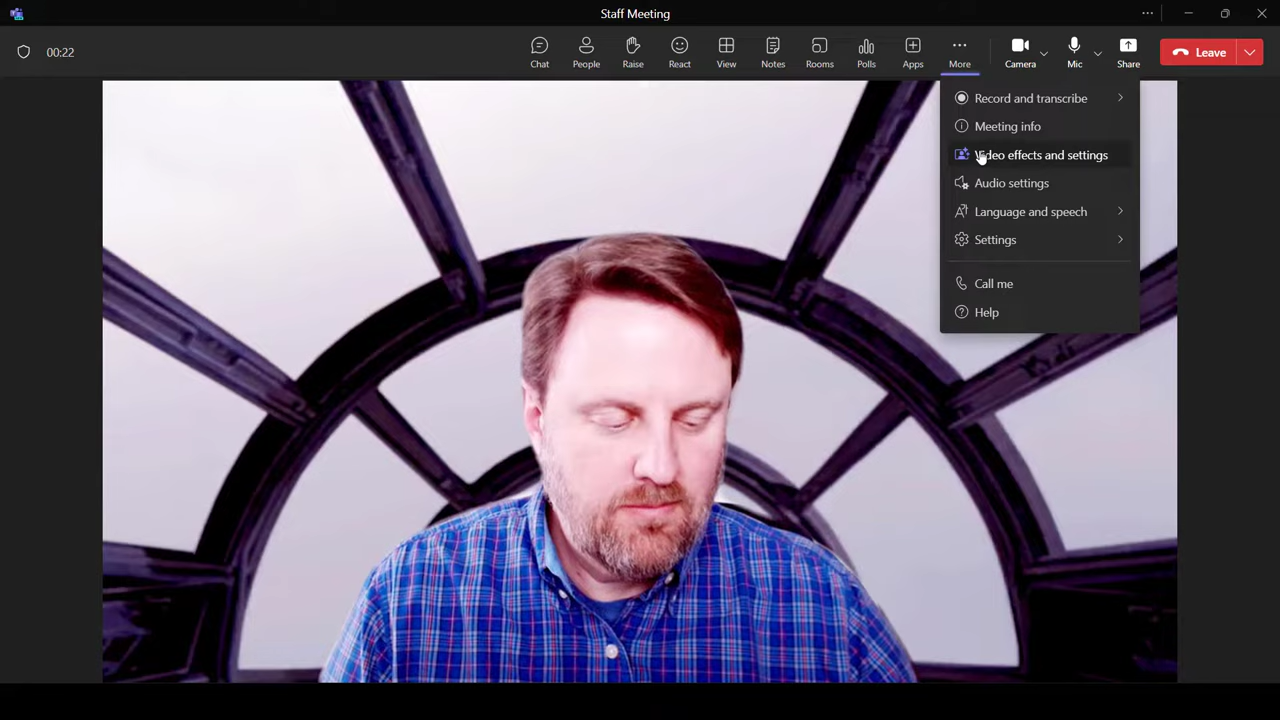 Staff Meeting
00:22
Chat
People
Raise
React
View
Notes
Rooms
Polls
Apps
More
Camera
Mic
Share
Leave
Record and transcribe
Meeting info
Video effects and settings
Audio settings
Language and speech
Settings
Call me
Help